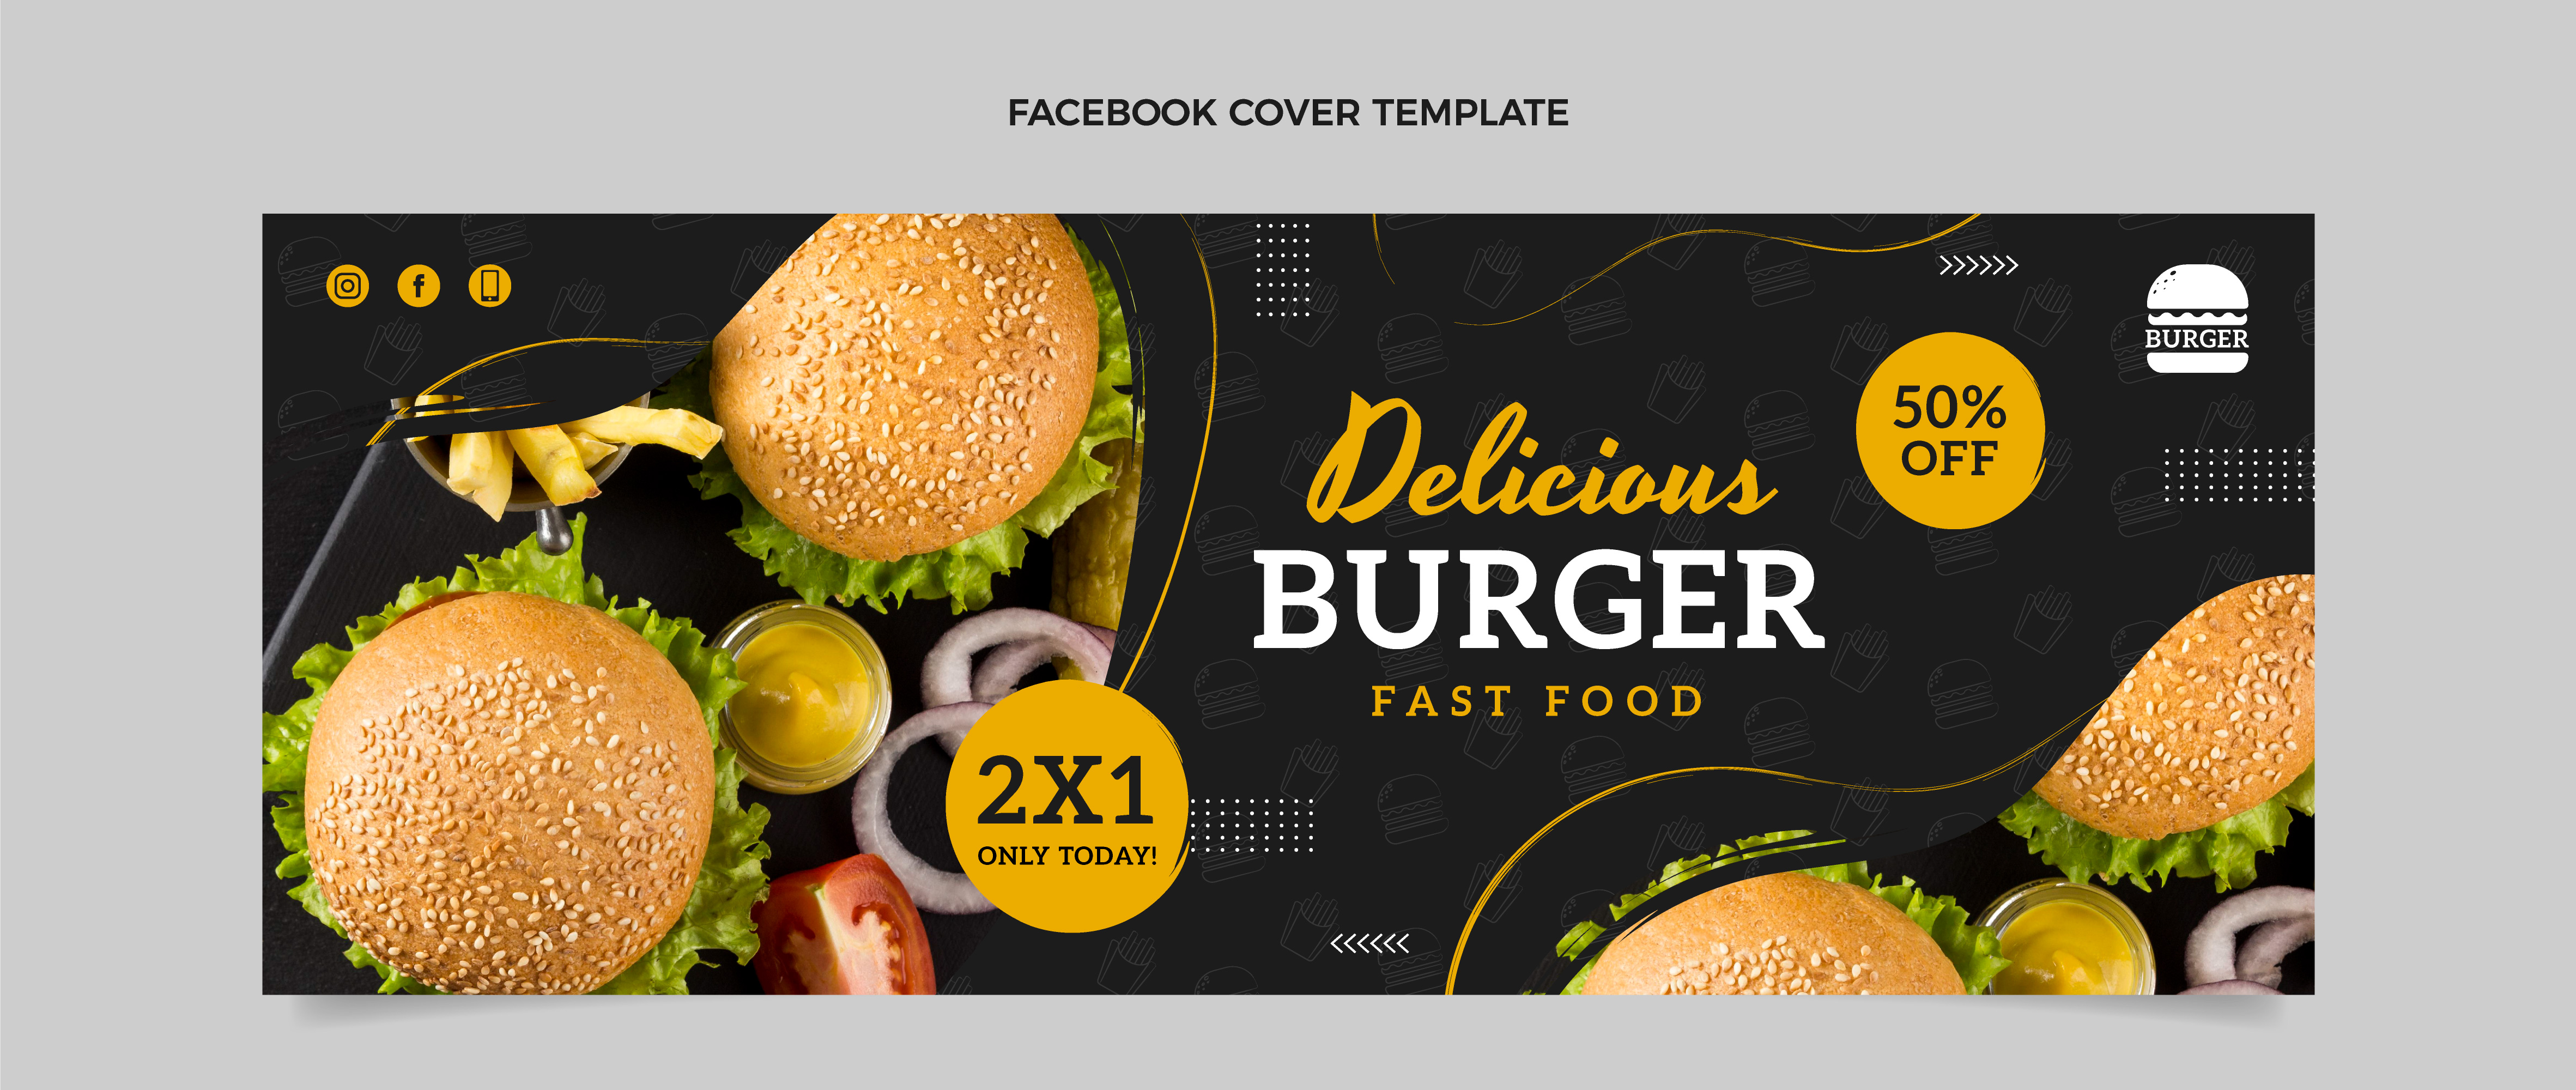 FACEBOOK COVER TEMPLATE
BURGER
50%
OFF
Delicious
BURGER
FAST FOOD
2X1
ONLY TODAY!